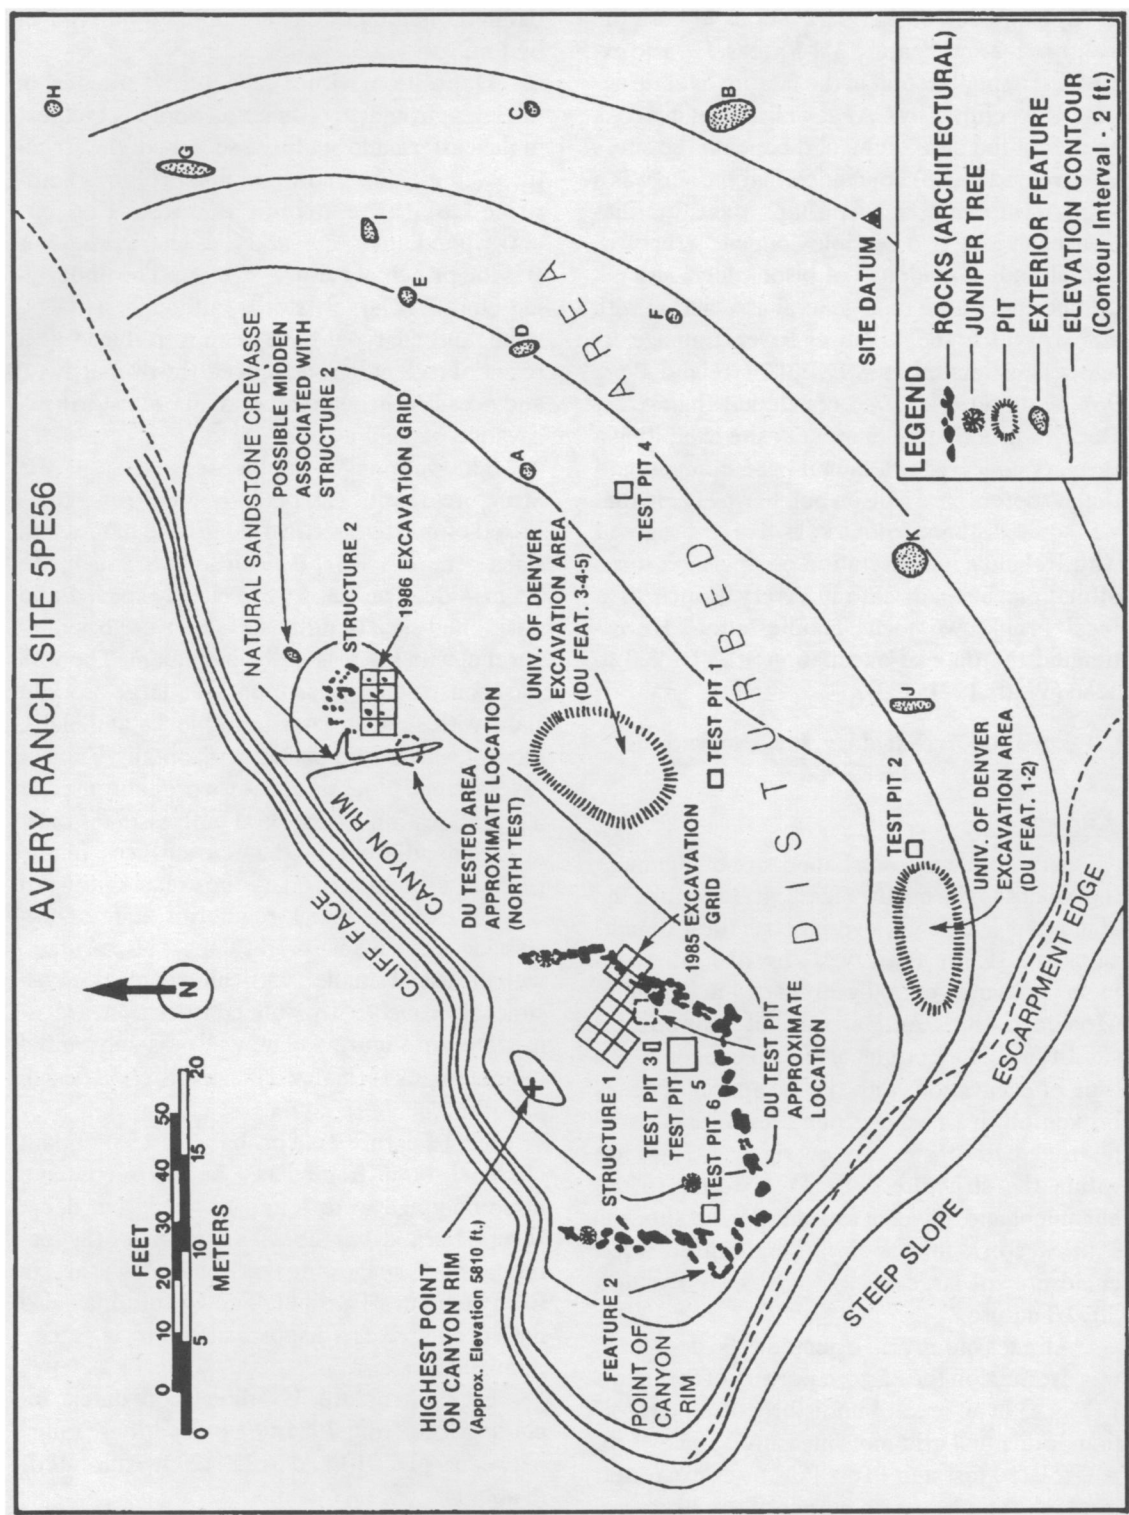 AVERY RANCH SITE 5PE56
N
FEET
0 10 20 30 40 50
0 5 10 15 20
METERS
HIGHEST POINT
ON CANYON RIM
(Approx. Elevation 5810 ft.)
CLIFF FACE
CANYON RIM
NATURAL SANDSTONE CREVASSE
POSSIBLE MIDDEN
ASSOCIATED WITH
STRUCTURE 2
STRUCTURE 2
1986 EXCAVATION GRID
DU TESTED AREA
APPROXIMATE LOCATION
(NORTH TEST)
UNIV. OF DENVER
EXCAVATION AREA
(DU FEAT. 3-4-5)
H
G
I
E
C
D
A
B
F
K
J
TEST PIT 4
TEST PIT 1
DISTURBED AREA
SITE DATUM
STRUCTURE 1
1985 EXCAVATION
GRID
TEST PIT 3
TEST PIT
5
TEST PIT 6
DU TEST PIT
APPROXIMATE
LOCATION
FEATURE 2
POINT OF
CANYON
RIM
TEST PIT 2
UNIV. OF DENVER
EXCAVATION AREA
(DU FEAT. 1-2)
ESCARPMENT EDGE
STEEP SLOPE
LEGEND
ROCKS (ARCHITECTURAL)
JUNIPER TREE
PIT
EXTERIOR FEATURE
ELEVATION CONTOUR
(Contour Interval - 2 ft.)